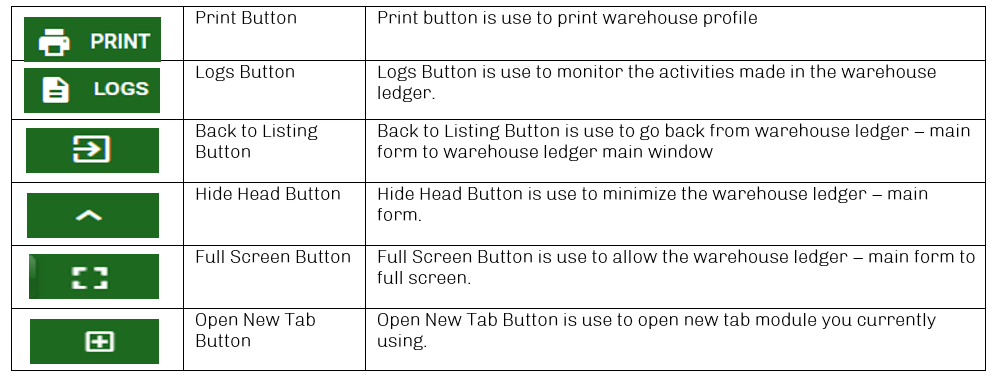 PRINT
Print Button
Print button is use to print warehouse profile
LOGS
Logs Button
Logs Button is use to monitor the activities made in the warehouse
ledger.
Back to Listing
Button
Back to Listing Button is use to go back from warehouse ledger – main
form to warehouse ledger main window
Hide Head Button
Hide Head Button is use to minimize the warehouse ledger – main
form.
Full Screen Button
Full Screen Button is use to allow the warehouse ledger – main form to
full screen.
Open New Tab
Button
Open New Tab Button is use to open new tab module you currently
using.